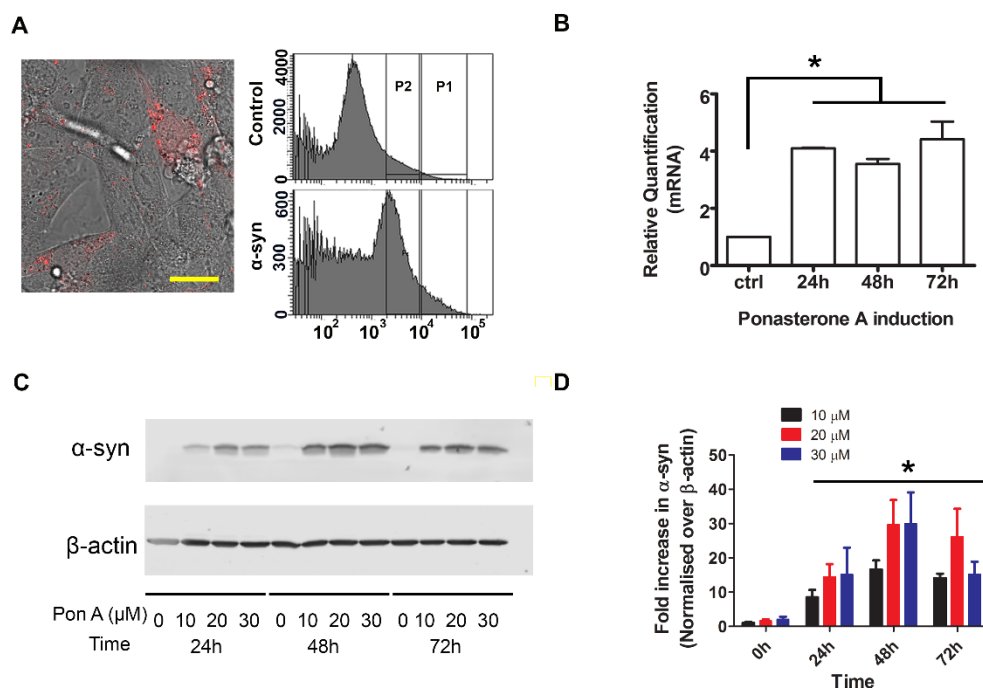 A
4000
2000
0
Control
P2 P1
600
300
0
α-syn
10² 10³ 10⁴ 10⁵
B
*
Relative Quantification
(mRNA)
6
4
2
0
ctrl 24h 48h 72h
Ponasterone A induction
C
α-syn
β-actin
Pon A (µM) 0 10 20 30 0 10 20 30 0 10 20 30
Time 24h 48h 72h
D
10 µM
20 µM
30 µM
*
Fold increase in α-syn
(Normalised over β-actin)
50
40
30
20
10
0
0h 24h 48h 72h
Time